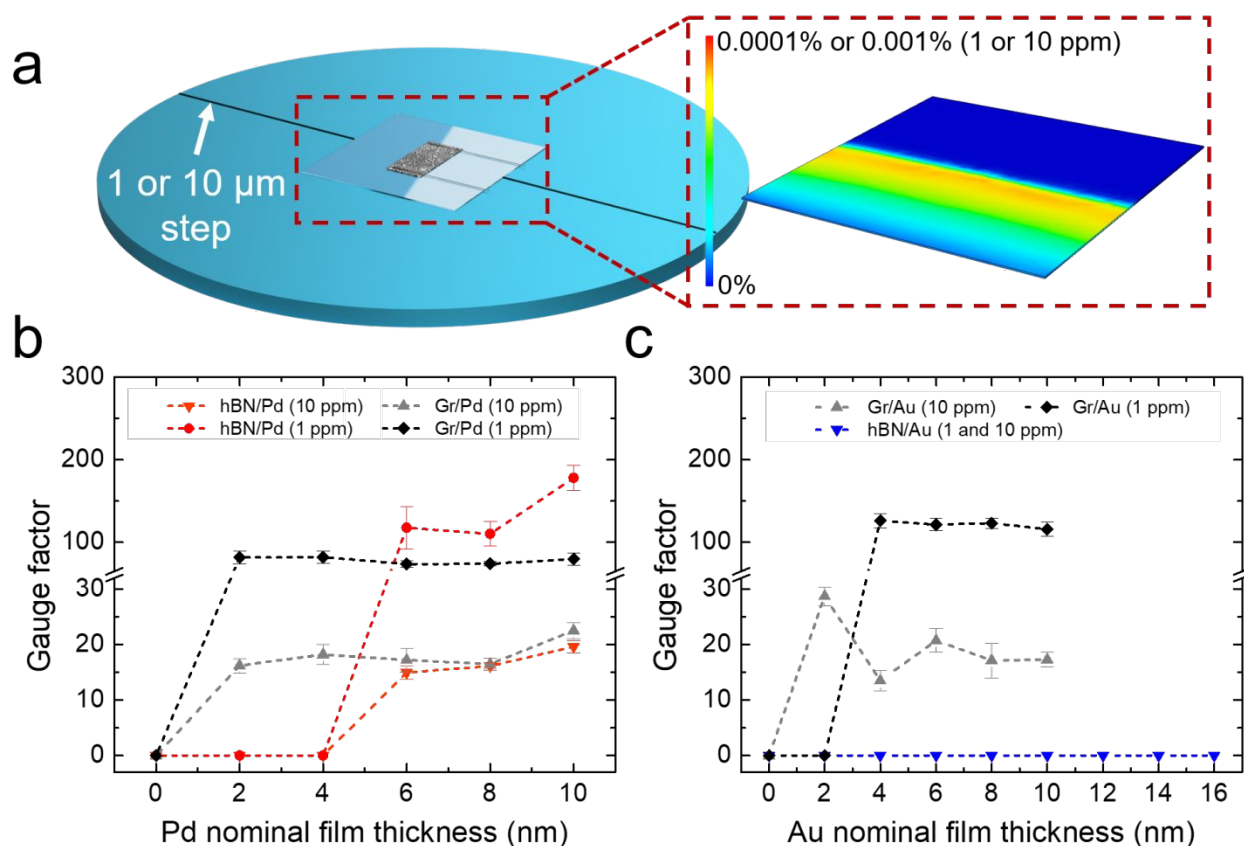 a
0.0001% or 0.001% (1 or 10 ppm)
1 or 10 µm
step
0%
b
300
200
100
30
20
10
0
Gauge factor
hBN/Pd (10 ppm)
Gr/Pd (10 ppm)
hBN/Pd (1 ppm)
Gr/Pd (1 ppm)
0 2 4 6 8 10
Pd nominal film thickness (nm)
c
300
200
100
30
20
10
0
Gauge factor
Gr/Au (10 ppm)
Gr/Au (1 ppm)
hBN/Au (1 and 10 ppm)
0 2 4 6 8 10 12 14 16
Au nominal film thickness (nm)